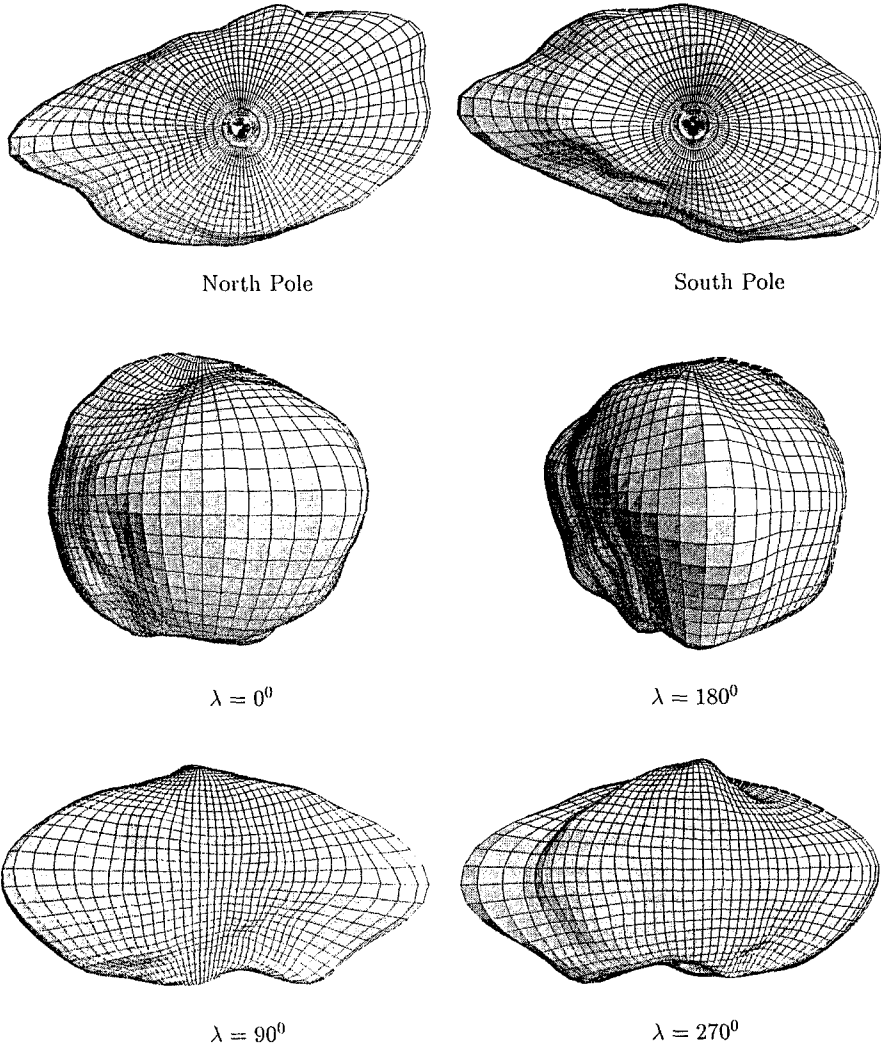 North Pole
South Pole
λ = 0⁰
λ = 180⁰
λ = 90⁰
λ = 270⁰